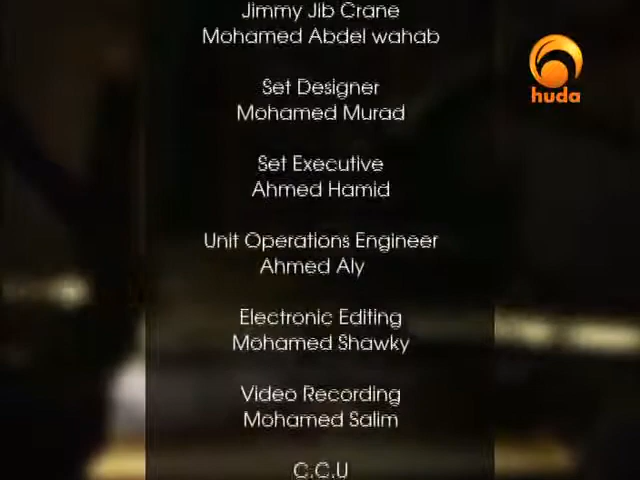 Jimmy Jib Crane
Mohamed Abdel wahab
huda
Set Designer
Mohamed Murad
Set Executive
Ahmed Hamid
Unit Operations Engineer
Ahmed Aly
Electronic Editing
Mohamed Shawky
Video Recording
Mohamed Salim
C.C.U